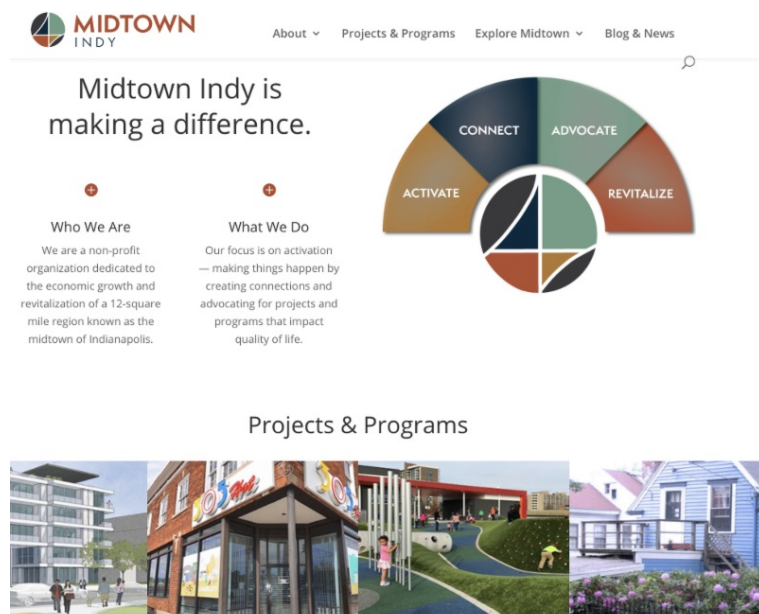 MIDTOWN
INDY
About
Projects & Programs
Explore Midtown
Blog & News
Midtown Indy is
making a difference.
CONNECT
ADVOCATE
ACTIVATE
REVITALIZE
Who We Are
We are a non-profit
organization dedicated to
the economic growth and
revitalization of a 12-square
mile region known as the
midtown of Indianapolis.
What We Do
Our focus is on activation
— making things happen by
creating connections and
advocating for projects and
programs that impact
quality of life.
Projects & Programs